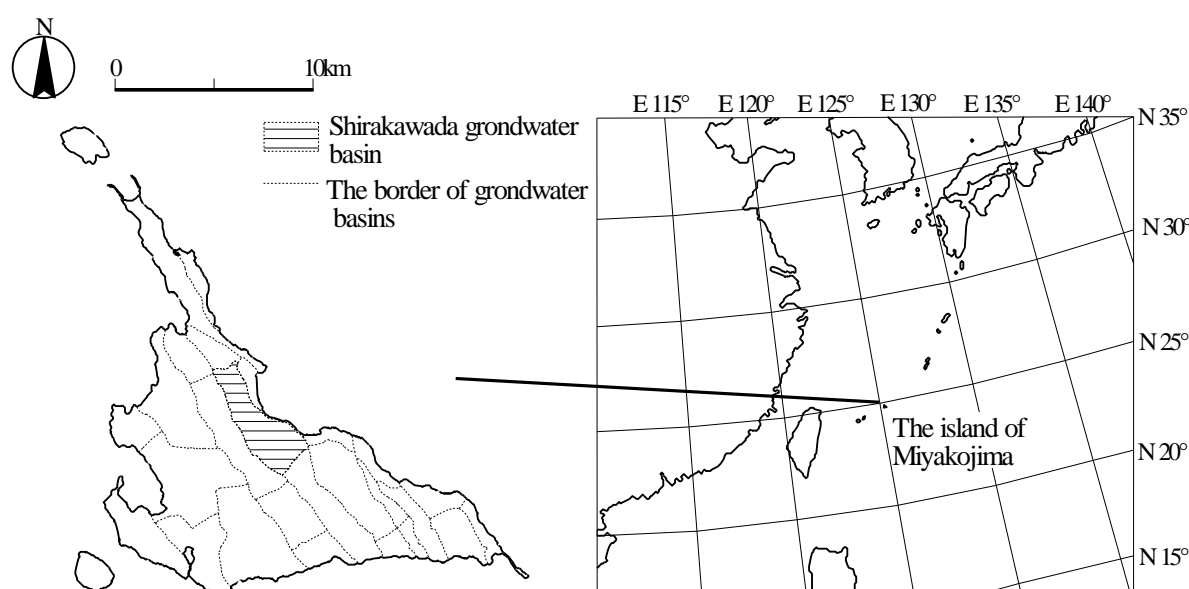 N
0 10km
Shirakawada grondwater
basin
The border of grondwater
basins
E 115° E 120° E 125° E 130° E 135° E 140°
N 35°
N 30°
N 25°
The island of
Miyakojima
N 20°
N 15°